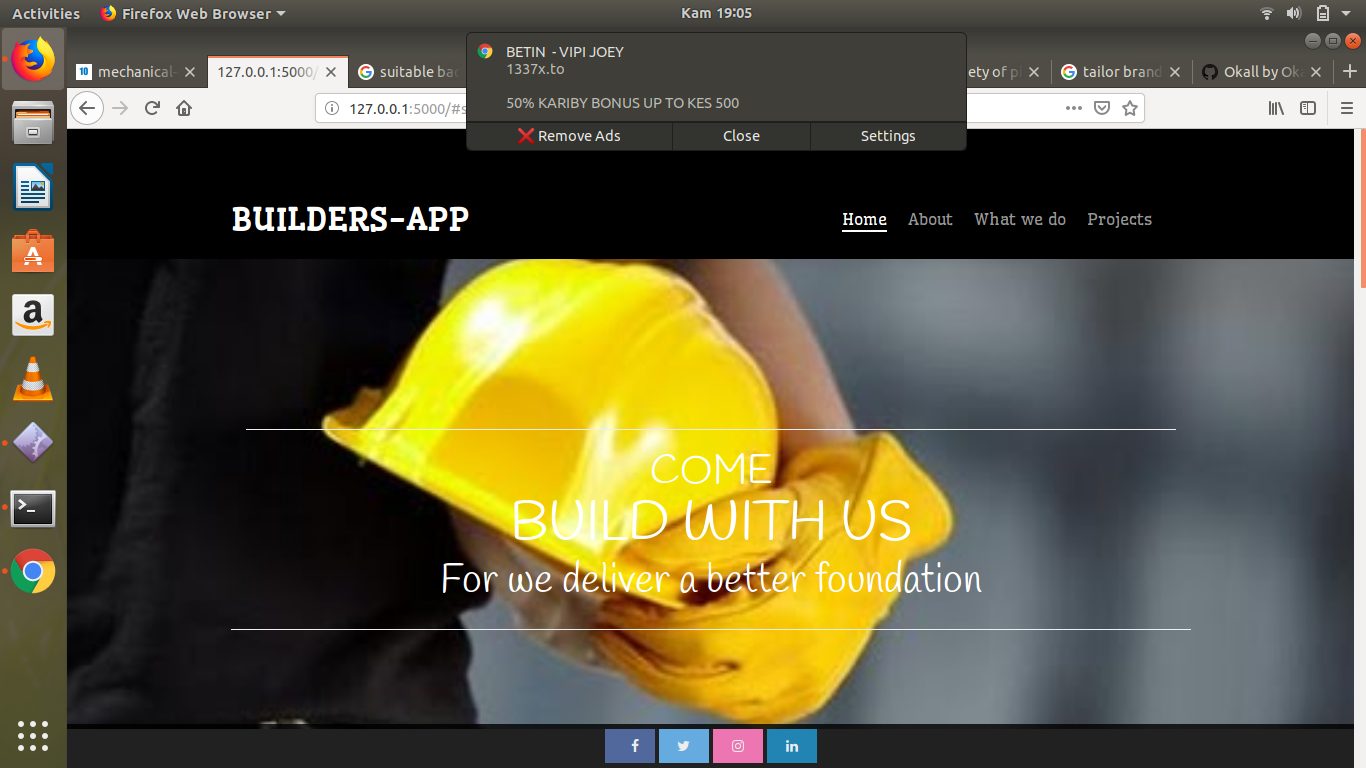 Activities
Firefox Web Browser
Kam 19:05
BETIN - VIPI JOEY
1337x.to
50% KARIBY BONUS UP TO KES 500
❌ Remove Ads
Close
Settings
10
mechanical-
127.0.0.1:5000/
G
suitable bac
ety of p
G
tailor brand
Okall by Ok
127.0.0.1:5000/#s
BUILDERS-APP
Home
About
What we do
Projects
COME
BUILD WITH US
For we deliver a better foundation